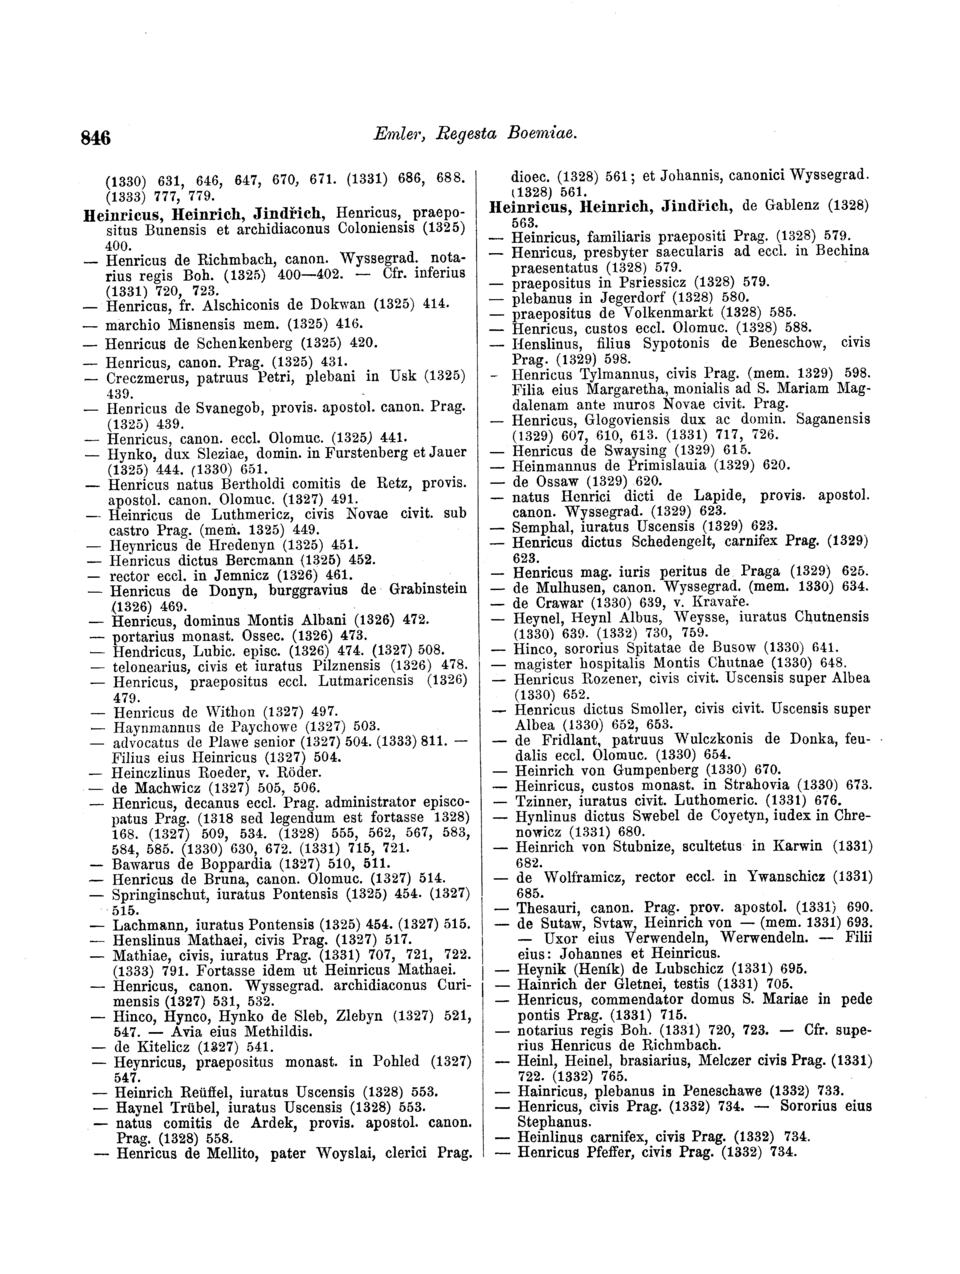 846
Emler, Regesta Boemiae.
(1330) 631, 646, 647, 670, 671. (1331) 686, 688.
(1333) 777, 779.
Heinricus, Heinrich, Jindřich, Henricus, praepo-
situs Bunensis et archidiaconus Coloniensis (1325)
400.
— Henricus de Richmbach, canon. Wyssegrad. nota-
rius regis Boh. (1325) 400—402. — Cfr. inferius
(1331) 720, 723.
— Henricus, fr. Alschiconis de Dokwan (1325) 414.
— marchio Misnensis mem. (1325) 416.
— Henricus de Schenkenberg (1325) 420.
— Henricus, canon. Prag. (1325) 431.
— Creczmerus, patruus Petri, plebani in Usk (1325)
439.
— Henricus de Svanegob, provis. apostol. canon. Prag.
(1325) 439.
— Henricus, canon. eccl. Olomuc. (1325) 441.
— Hynko, dux Sleziae, domin. in Furstenberg et Jauer
(1325) 444. (1330) 651.
— Henricus natus Bertholdi comitis de Retz, provis.
apostol. canon. Olomuc. (1327) 491.
— Heinricus de Luthmericz, civis Novae civit. sub
castro Prag. (mem. 1325) 449.
— Heynricus de Hredenyn (1325) 451.
— Henricus dictus Bercmann (1325) 452.
— rector eccl. in Jemnicz (1326) 461.
— Henricus de Donyn, burggravius de Grabinstein
(1326) 469.
— Henricus, dominus Montis Albani (1326) 472.
— portarius monast. Ossec. (1326) 473.
— Hendricus, Lubic. episc. (1326) 474. (1327) 508.
— telonearius, civis et iuratus Pilznensis (1326) 478.
— Henricus, praepositus eccl. Lutmaricensis (1326)
479.
— Henricus de Withon (1327) 497.
— Haynmannus de Paychowe (1327) 503.
— advocatus de Plawe senior (1327) 504. (1333) 811. —
Filius eius Heinricus (1327) 504.
— Heinczlinus Roeder, v. Röder.
— de Machwicz (1327) 505, 506.
— Henricus, decanus eccl. Prag. administrator episco-
patus Prag. (1318 sed legendum est fortasse 1328)
168. (1327) 509, 534. (1328) 555, 562, 567, 583,
584, 585. (1330) 630, 672. (1331) 715, 721.
— Bawarus de Boppardia (1327) 510, 511.
— Henricus de Bruna, canon. Olomuc. (1327) 514.
— Springinschut, iuratus Pontensis (1325) 454. (1327)
515.
— Lachmann, iuratus Pontensis (1325) 454. (1327) 515.
— Henslinus Mathaei, civis Prag. (1327) 517.
— Mathiae, civis, iuratus Prag. (1331) 707, 721, 722.
(1333) 791. Fortasse idem ut Heinricus Mathaei.
— Henricus, canon. Wyssegrad. archidiaconus Curi-
mensis (1327) 531, 532.
— Hinco, Hynco, Hynko de Sleb, Zlebyn (1327) 521,
547. — Avia eius Methildis.
— de Kitelicz (1327) 541.
— Heynricus, praepositus monast. in Pohled (1327)
547.
— Heinrich Reüffel, iuratus Uscensis (1328) 553.
— Haynel Trübel, iuratus Uscensis (1328) 553.
— natus comitis de Ardek, provis. apostol. canon.
Prag. (1328) 558.
— Henricus de Mellito, pater Woyslai, clerici Prag.
dioec. (1328) 561; et Johannis, canonici Wyssegrad.
(1328) 561.
Heinricus, Heinrich, Jindřich, de Gablenz (1328)
563.
— Heinricus, familiaris praepositi Prag. (1328) 579.
— Henricus, presbyter saecularis ad eccl. in Bechina
praesentatus (1328) 579.
— praepositus in Psriessicz (1328) 579.
— plebanus in Jegerdorf (1328) 580.
— praepositus de Volkenmarkt (1328) 585.
— Henricus, custos eccl. Olomuc. (1328) 588.
— Henslinus, filius Sypotonis de Beneschow, civis
Prag. (1329) 598.
— Henricus Tylmannus, civis Prag. (mem. 1329) 598.
Filia eius Margaretha, monialis ad S. Mariam Mag-
dalenam ante muros Novae civit. Prag.
— Henricus, Glogoviensis dux ac domin. Saganensis
(1329) 607, 610, 613. (1331) 717, 726.
— Henricus de Swaysing (1329) 615.
— Heinmannus de Primislauia (1329) 620.
— de Ossaw (1329) 620.
— natus Henrici dicti de Lapide, provis. apostol.
canon. Wyssegrad. (1329) 623.
— Semphal, iuratus Uscensis (1329) 623.
— Henricus dictus Schedengelt, carnifex Prag. (1329)
623.
— Henricus mag. iuris peritus de Praga (1329) 625.
— de Mulhusen, canon. Wyssegrad. (mem. 1330) 634.
— de Crawar (1330) 639, v. Kravaře.
— Heynel, Heynl Albus, Weysse, iuratus Chutnensis
(1330) 639. (1332) 730, 759.
— Hinco, sororius Spitatae de Busow (1330) 641.
— magister hospitalis Montis Chutnae (1330) 648.
— Henricus Rozener, civis civit. Uscensis super Albea
(1330) 652.
— Henricus dictus Smoller, civis civit. Uscensis super
Albea (1330) 652, 653.
— de Fridlant, patruus Wulczkonis de Donka, feu-
dalis eccl. Olomuc. (1330) 654.
— Heinrich von Gumpenberg (1330) 670.
— Heinricus, custos monast. in Strahovia (1330) 673.
— Tzinner, iuratus civit. Luthomeric. (1331) 676.
— Hynlinus dictus Swebel de Coyetyn, iudex in Chre-
nowicz (1331) 680.
— Heinrich von Stubnize, scultetus in Karwin (1331)
682.
— de Wolframicz, rector eccl. in Ywanschicz (1331)
685.
— Thesauri, canon. Prag. prov. apostol. (1331) 690.
— de Sutaw, Svtaw, Heinrich von — (mem. 1331) 693.
— Uxor eius Verwendeln, Werwendeln. — Filii
eius: Johannes et Heinricus.
— Heynik (Heník) de Lubschicz (1331) 695.
— Hainrich der Gletnei, testis (1331) 705.
— Henricus, commendator domus S. Mariae in pede
pontis Prag. (1331) 715.
— notarius regis Boh. (1331) 720, 723. — Cfr. supe-
rius Henricus de Richmbach.
— Heinl, Heinel, brasiarius, Melczer civis Prag. (1331)
722. (1332) 765.
— Hainricus, plebanus in Peneschawe (1332) 733.
— Henricus, civis Prag. (1332) 734. — Sororius eius
Stephanus.
— Heinlinus carnifex, civis Prag. (1332) 734.
— Henricus Pfeffer, civis Prag. (1332) 734.